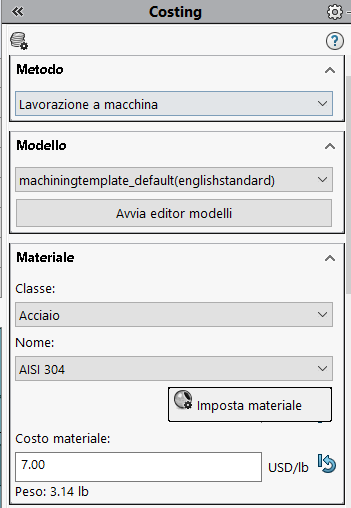 Costing
Metodo
Lavorazione a macchina
Modello
machiningtemplate_default(englishstandard)
Avvia editor modelli
Materiale
Classe:
Acciaio
Nome:
AISI 304
Imposta materiale
Costo materiale:
7.00 USD/lb
Peso: 3.14 lb